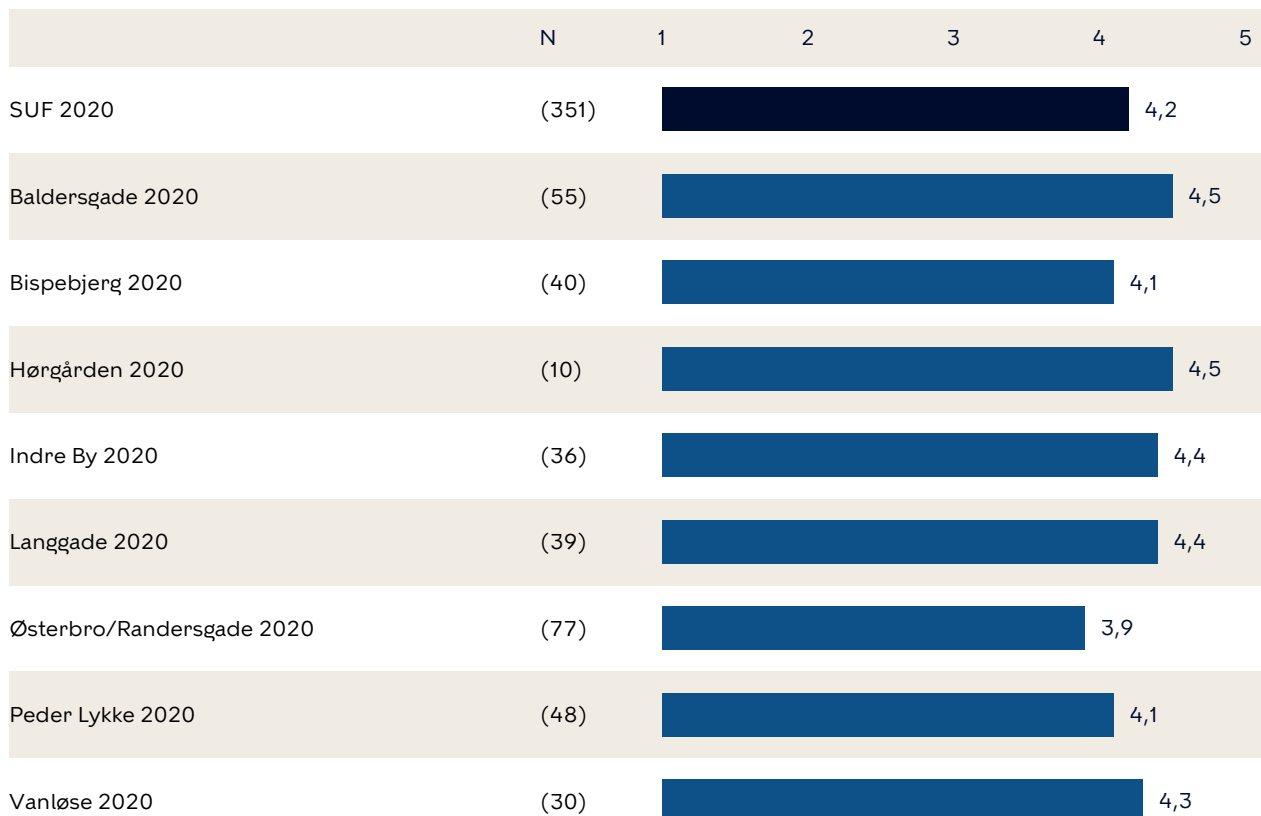 N 1 2 3 4 5
SUF 2020 (351) 4,2
Baldersgade 2020 (55) 4,5
Bispebjerg 2020 (40) 4,1
Hørgården 2020 (10) 4,5
Indre By 2020 (36) 4,4
Langgade 2020 (39) 4,4
Østerbro/Randersgade 2020 (77) 3,9
Peder Lykke 2020 (48) 4,1
Vanløse 2020 (30) 4,3